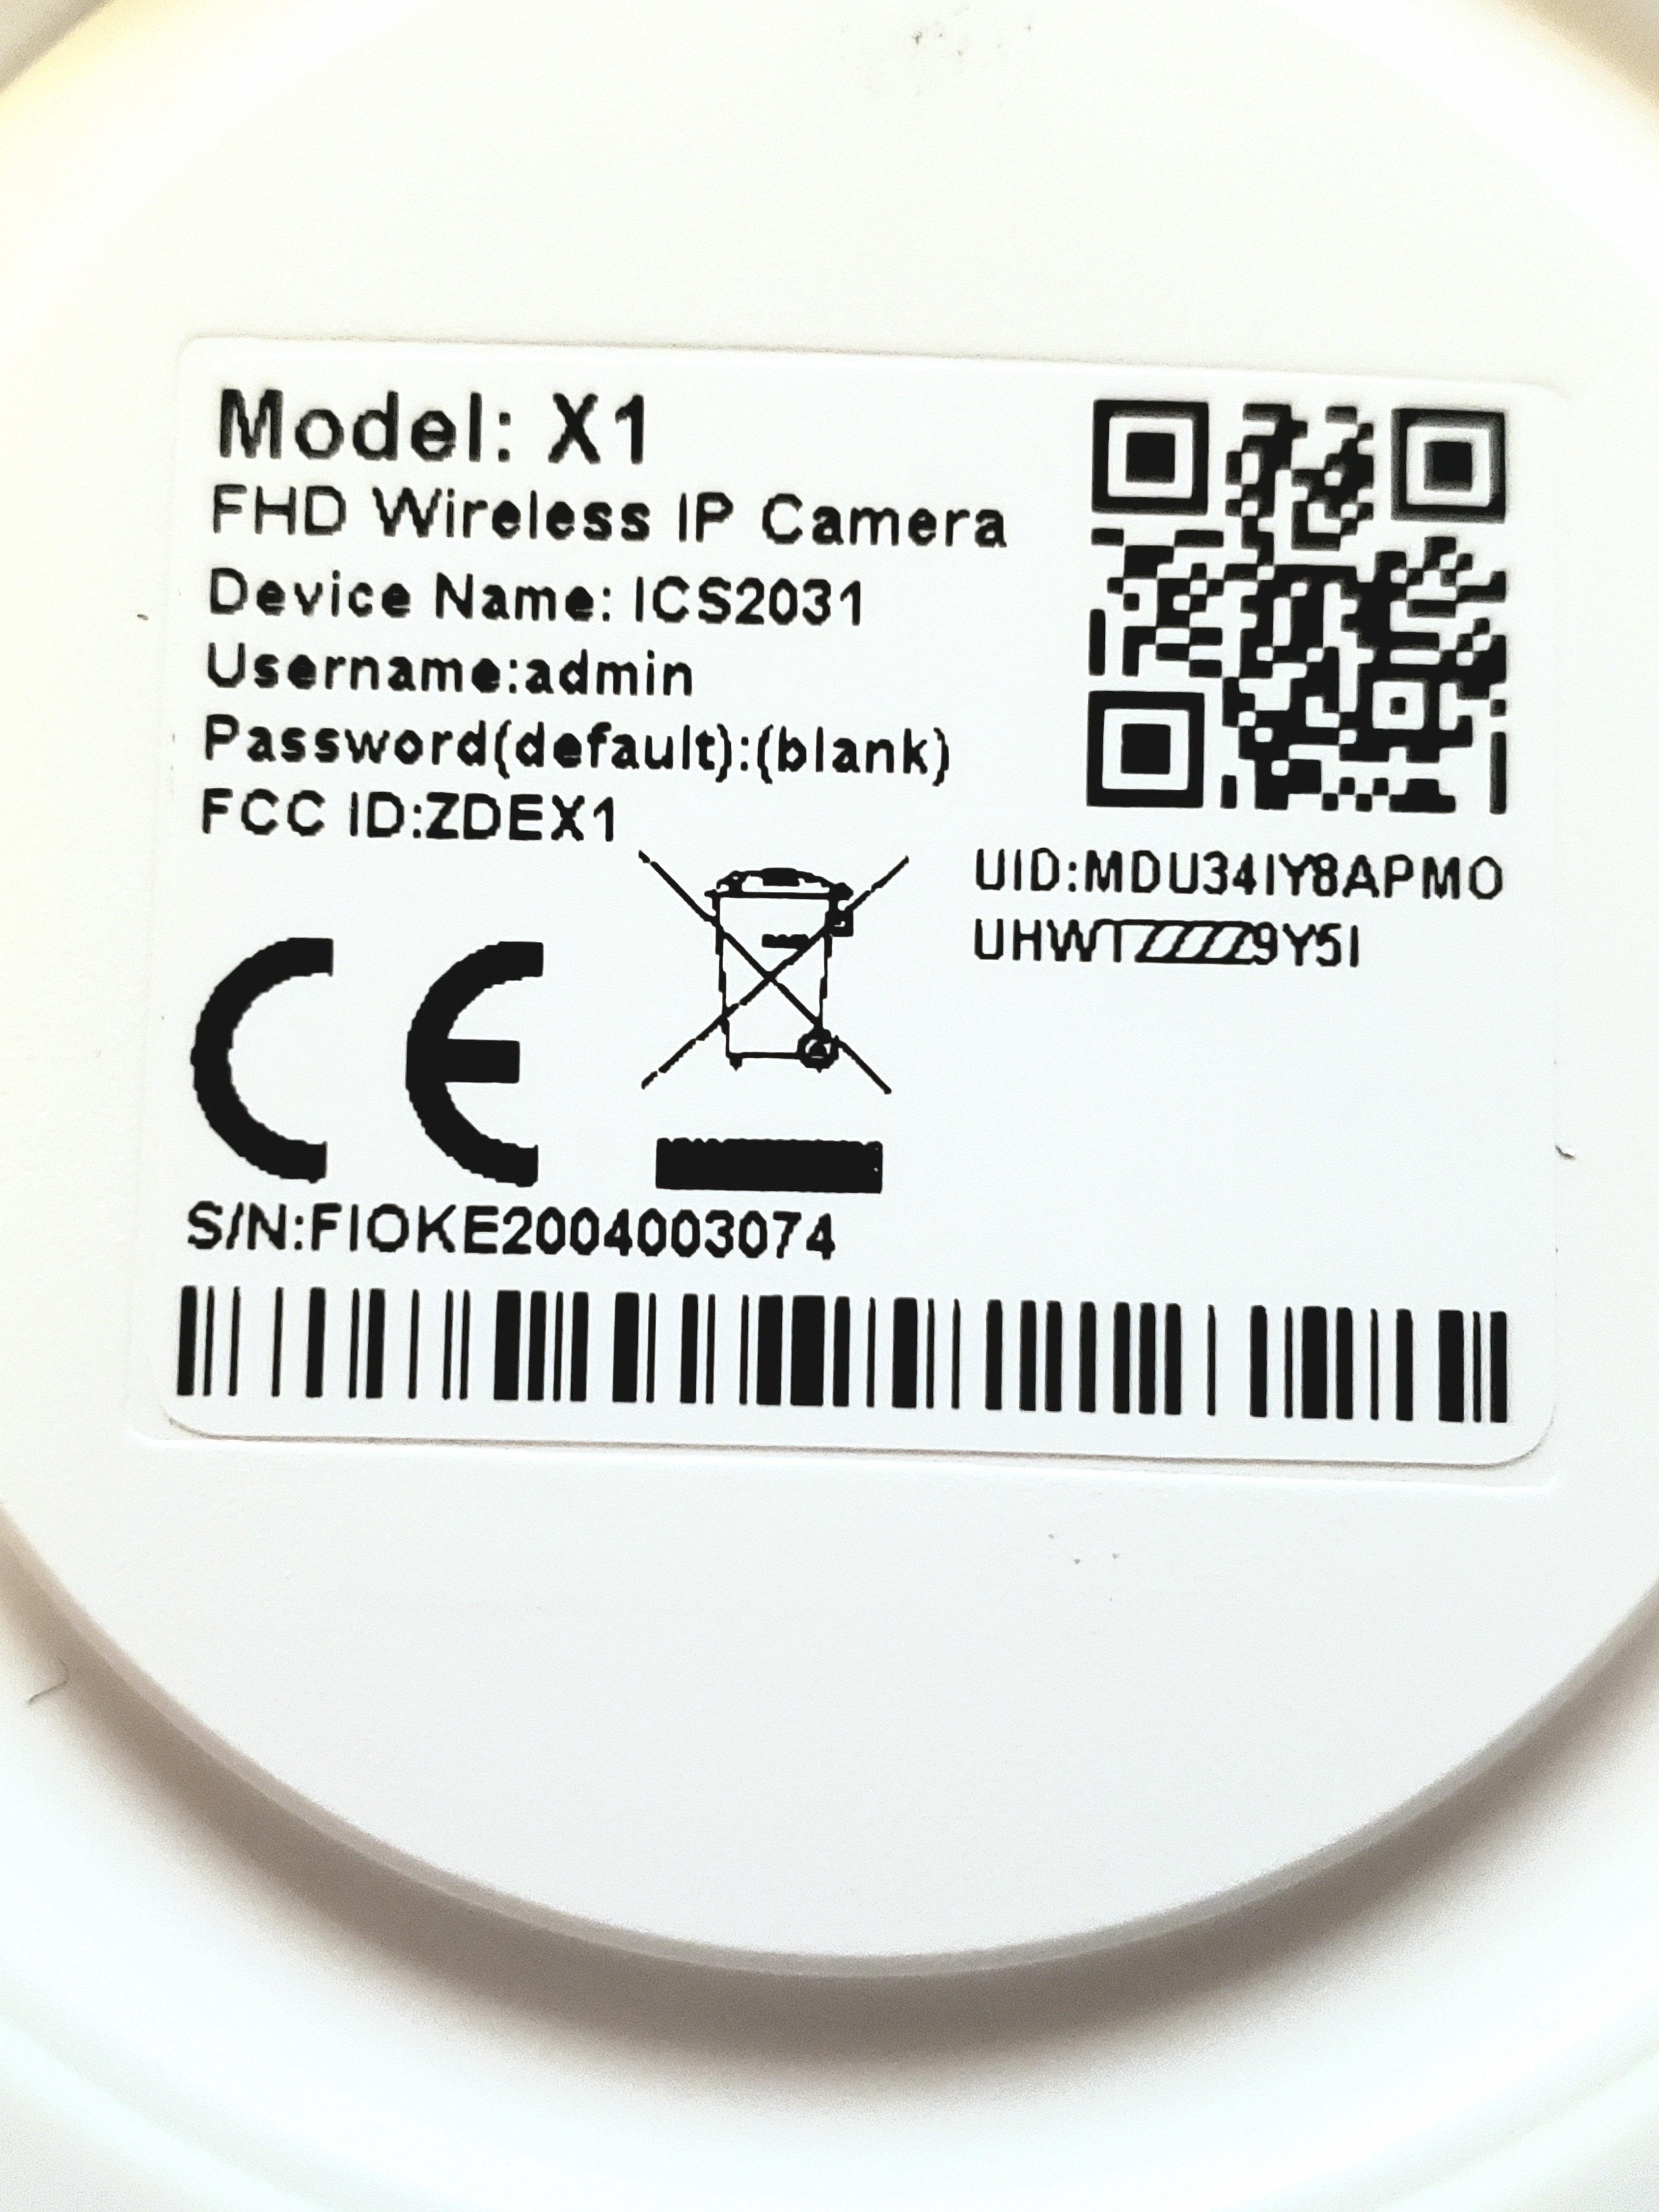 Model: X1
FHD Wireless IP Camera
Device Name: ICS2031
Username:admin
Password(default):(blank)
FCC ID:ZDEX1
UID:MDU34IY8APMO
UHWTZZZZ9Y5I
CE
S/N:FIOKE2004003074